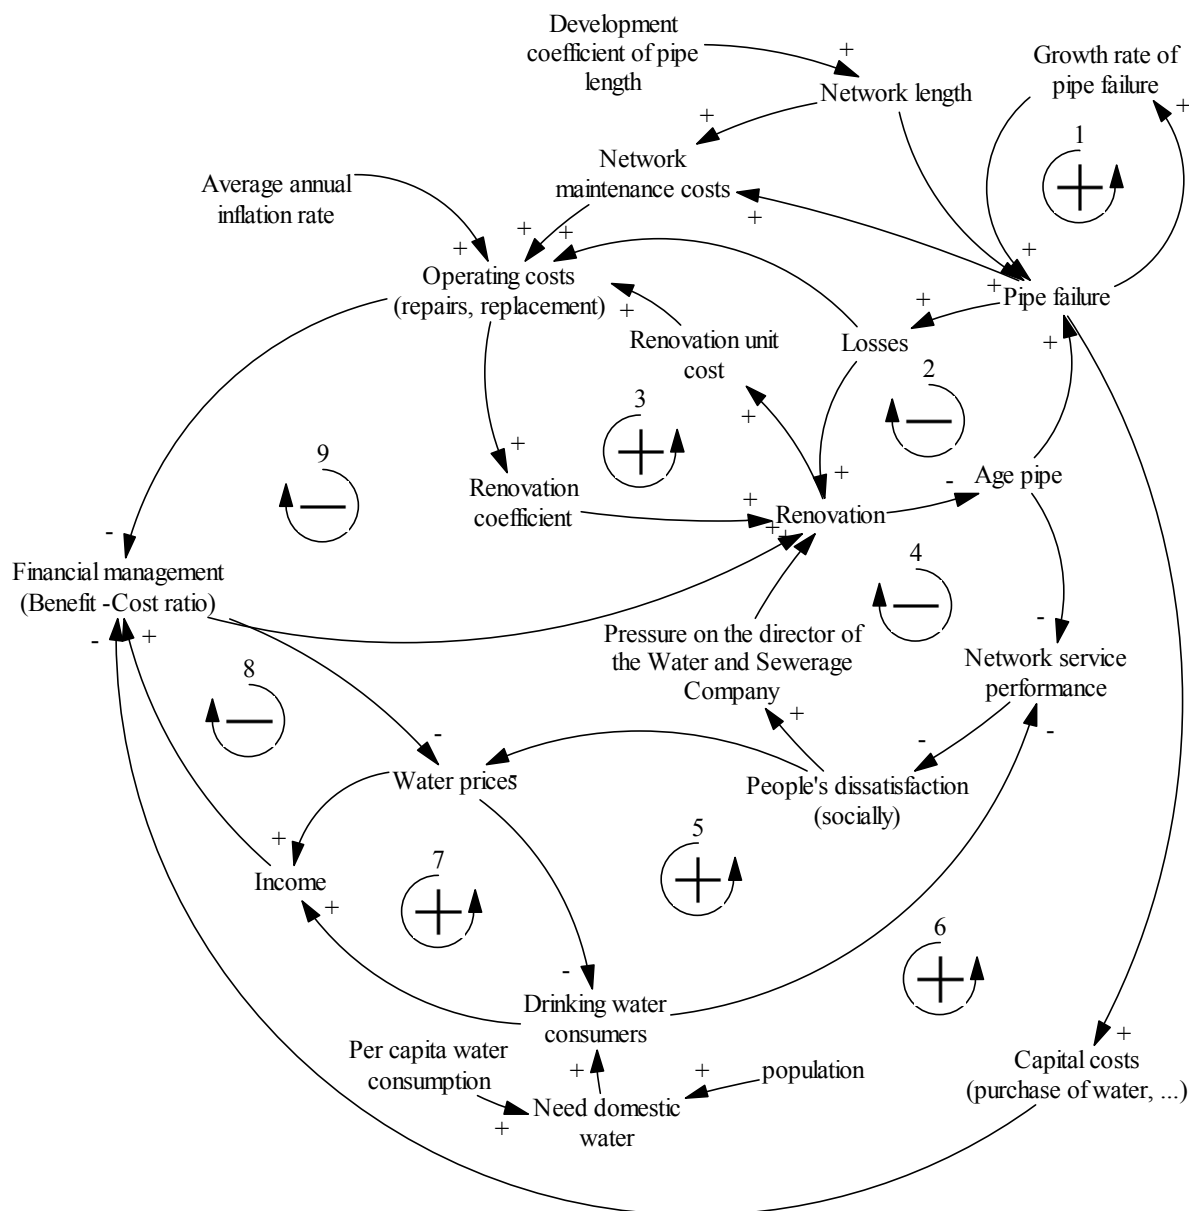 Development
coefficient of pipe
length
+
Network length
Growth rate of
pipe failure
+
+
1
Network
maintenance costs
+
Average annual
inflation rate
+
+
+
Operating costs
(repairs, replacement)
+
+
Pipe failure
+
+
Renovation unit
cost
+
Losses
+
2
3
+
+
9
Renovation
coefficient
+
+
Renovation
-
Age pipe
+
+
-
Financial management
(Benefit -Cost ratio)
-
+
4
Pressure on the director of
the Water and Sewerage
Company
+
-
Network service
performance
-
8
-
Water prices
-
-
People's dissatisfaction
(socially)
+
Income
+
7
5
6
-
Drinking water
consumers
Per capita water
consumption
+
+
+
population
Need domestic
water
+
Capital costs
(purchase of water, ...)